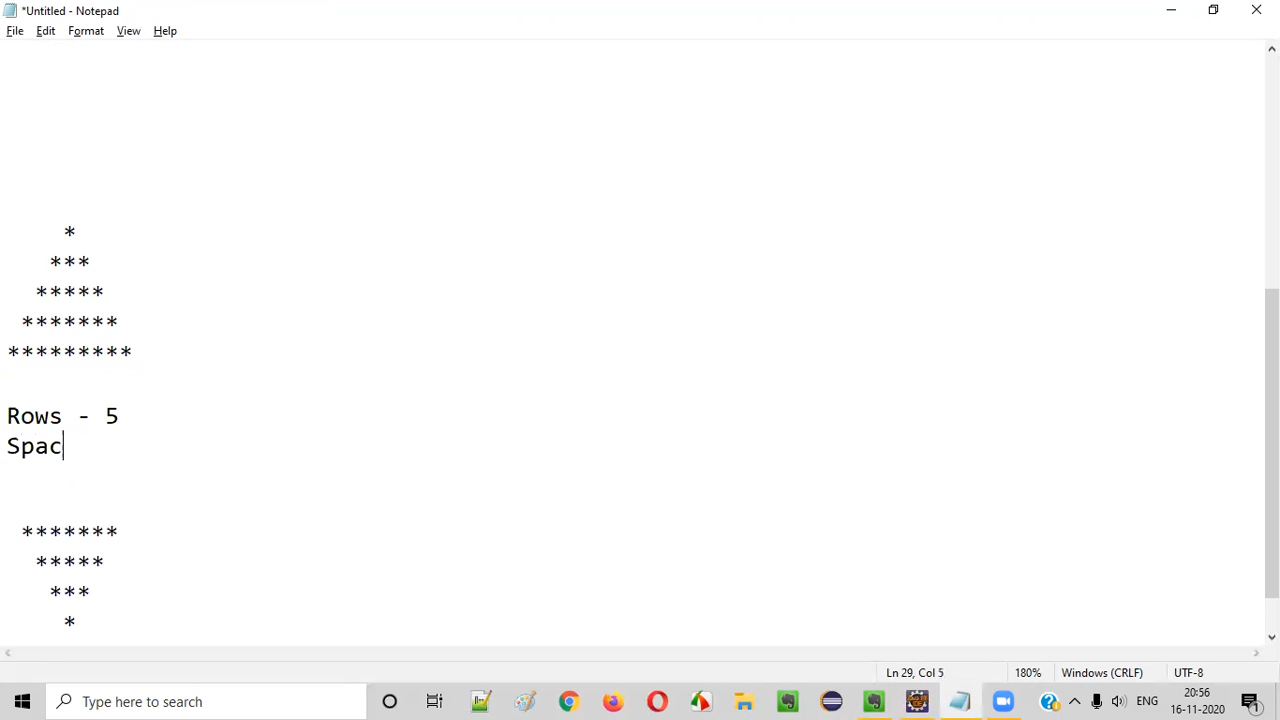 *Untitled - Notepad
File Edit Format View Help
*
***
*****
*******
*********
Rows - 5
Spac
*******
*****
***
*
Ln 29, Col 5 180% Windows (CRLF) UTF-8
Type here to search
ENG
20:56
16-11-2020
1